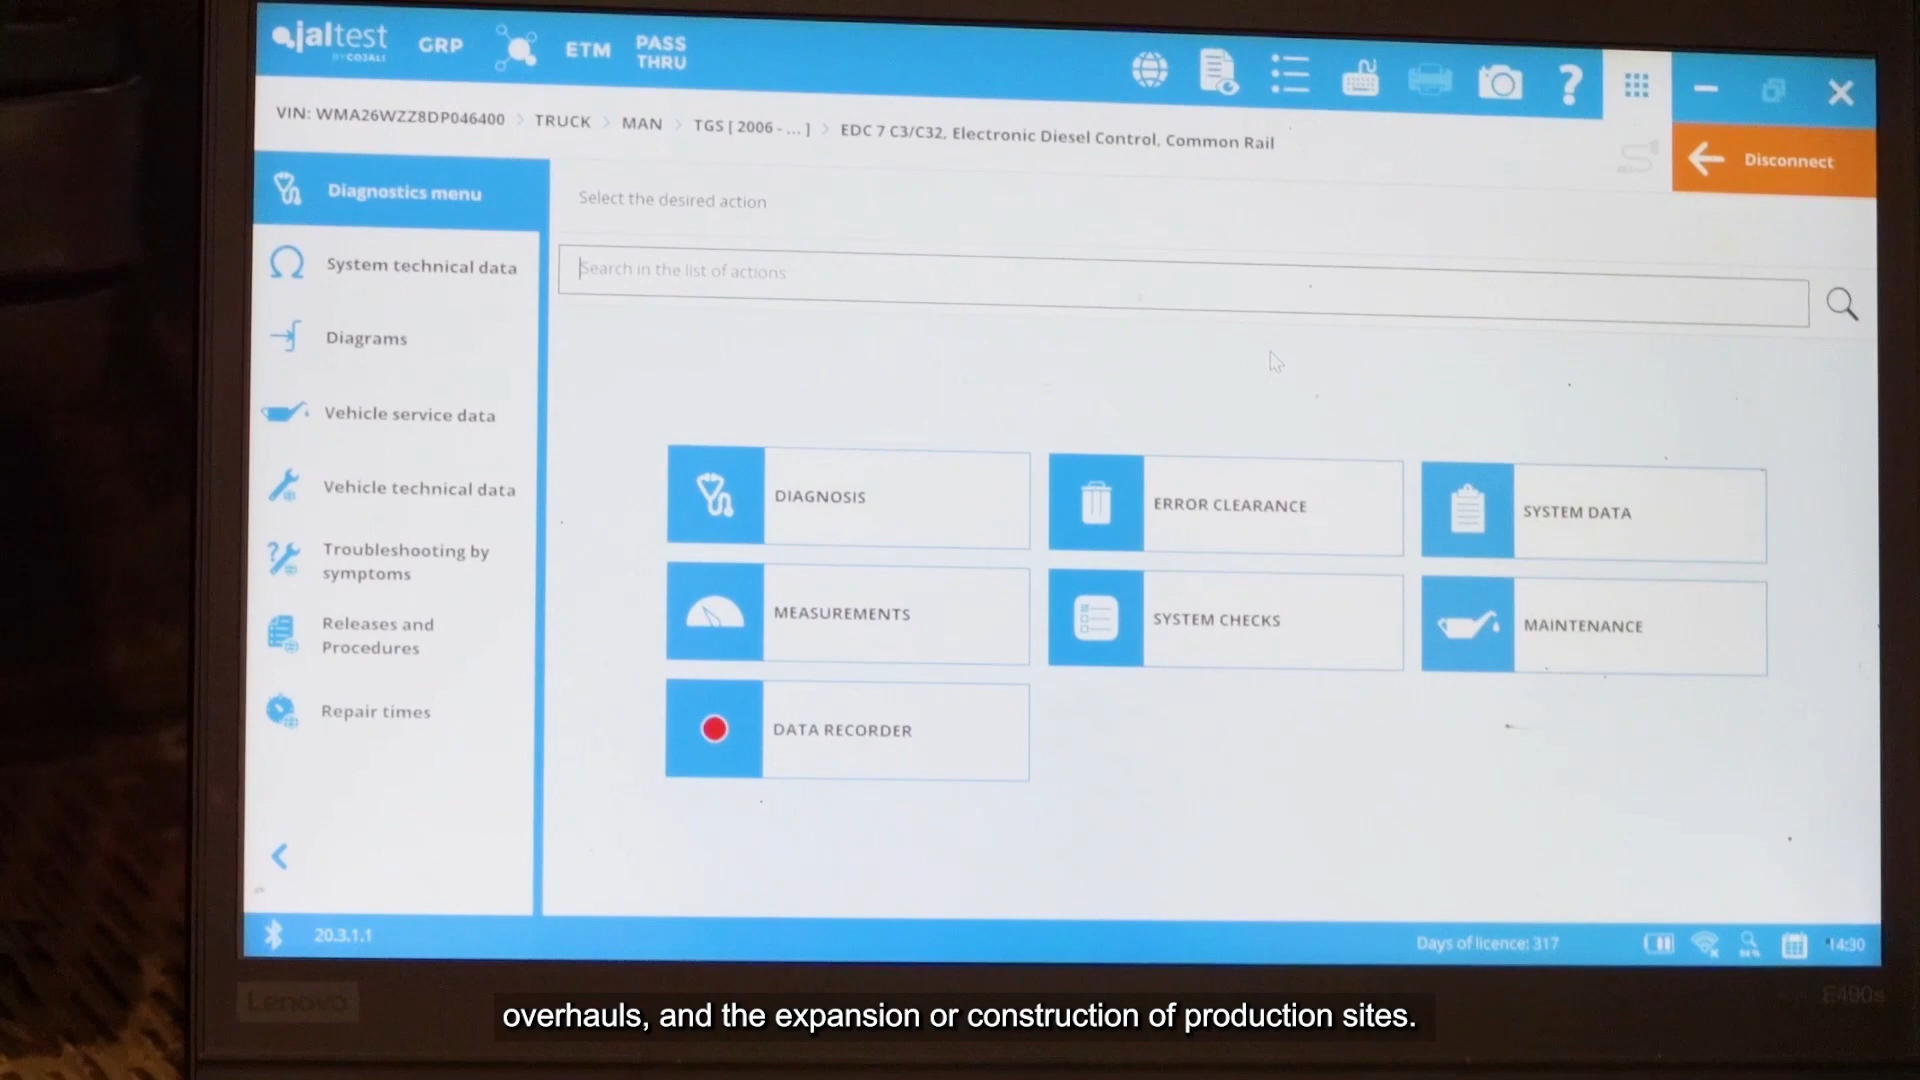 jaltest
BY COJALI
GRP
ETM
PASS
THRU
VIN: WMA26WZZ8DP046400 > TRUCK > MAN > TGS [ 2006 - ... ] > EDC 7 C3/C32, Electronic Diesel Control, Common Rail
Disconnect
Diagnostics menu
System technical data
Diagrams
Vehicle service data
Vehicle technical data
Troubleshooting by
symptoms
Releases and
Procedures
Repair times
Select the desired action
Search in the list of actions
DIAGNOSIS
ERROR CLEARANCE
SYSTEM DATA
MEASUREMENTS
SYSTEM CHECKS
MAINTENANCE
DATA RECORDER
20.3.1.1
Days of licence: 317
14:30
Lenovo
overhauls, and the expansion or construction of production sites.